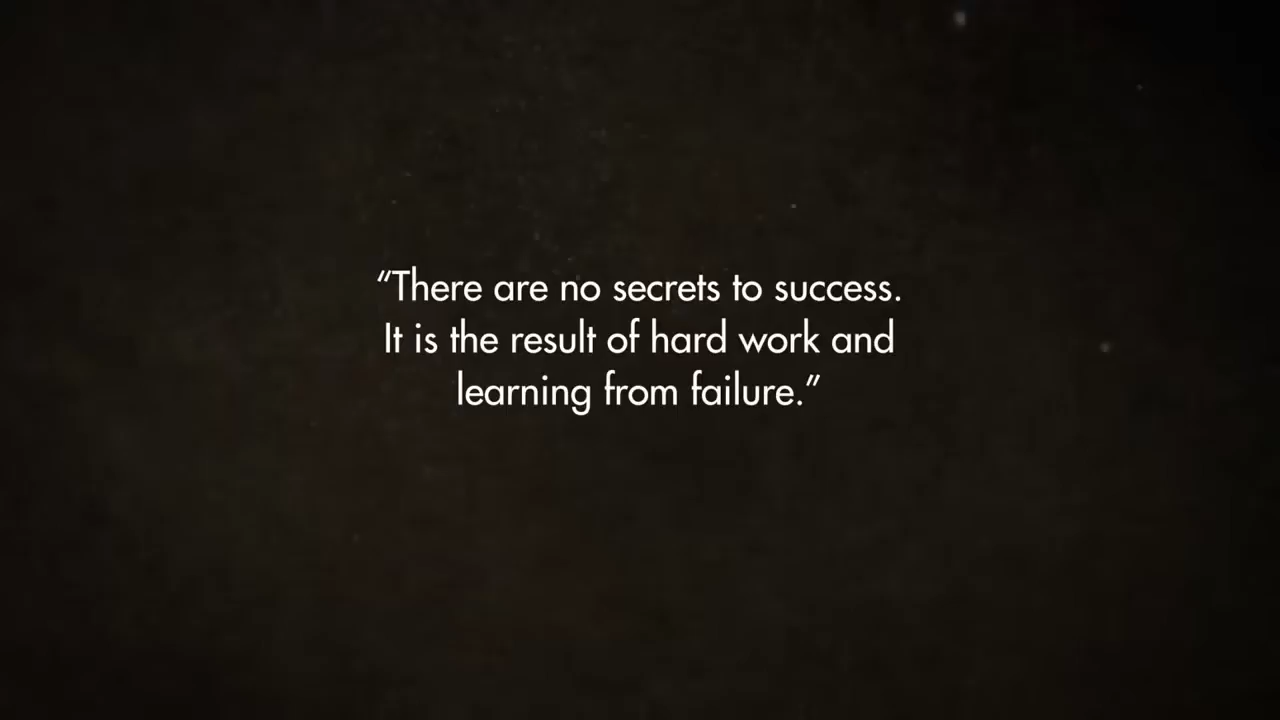 “There are no secrets to success.
It is the result of hard work and
learning from failure.”